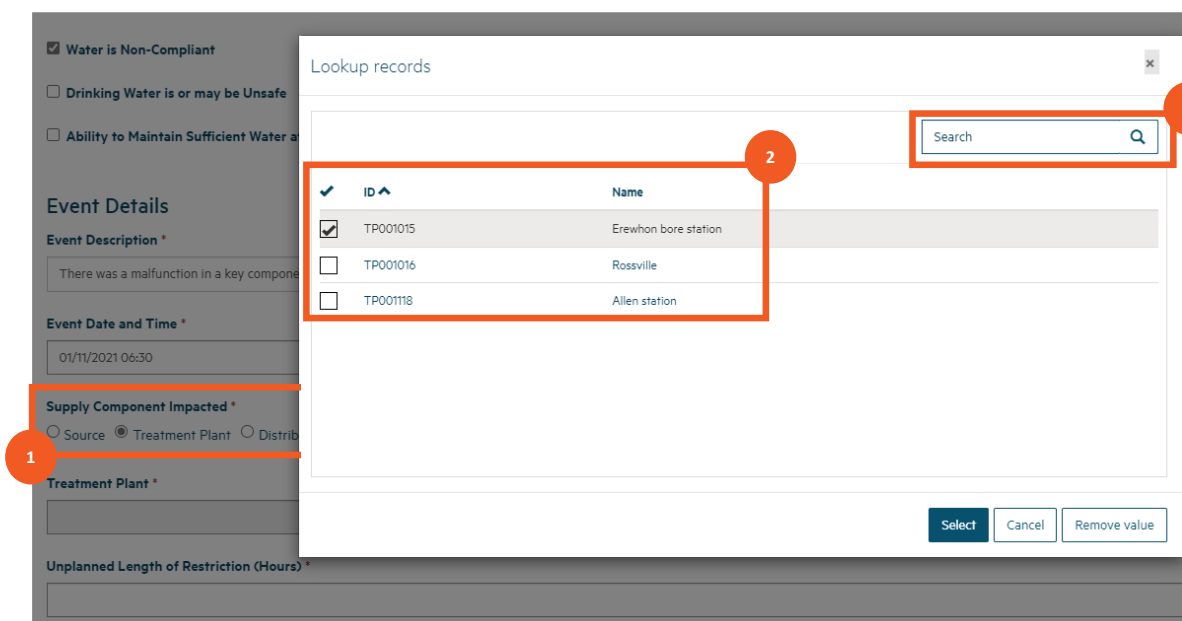 Water is Non-Compliant
Drinking Water is or may be Unsafe
Ability to Maintain Sufficient Water
Event Details
Event Description *
There was a malfunction in a key
Event Date and Time *
01/11/2021 06:30
Supply Component Impacted *
Source Treatment Plant
1
Treatment Plant *
Unplanned Length of Restriction (Hours) *
Lookup records
×
Search
2
ID Name
TP001015 Erewhon bore station
TP001016 Rossville
TP001118 Allen station
Select Cancel Remove value